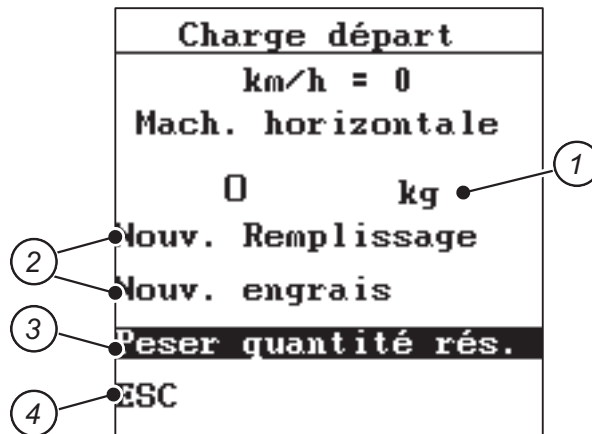 Charge départ
km/h = 0
Mach. horizontale
0 kg
1
Nouv. Remplissage
2
Nouv. engrais
3
Peser quantité rés.
4
ESC